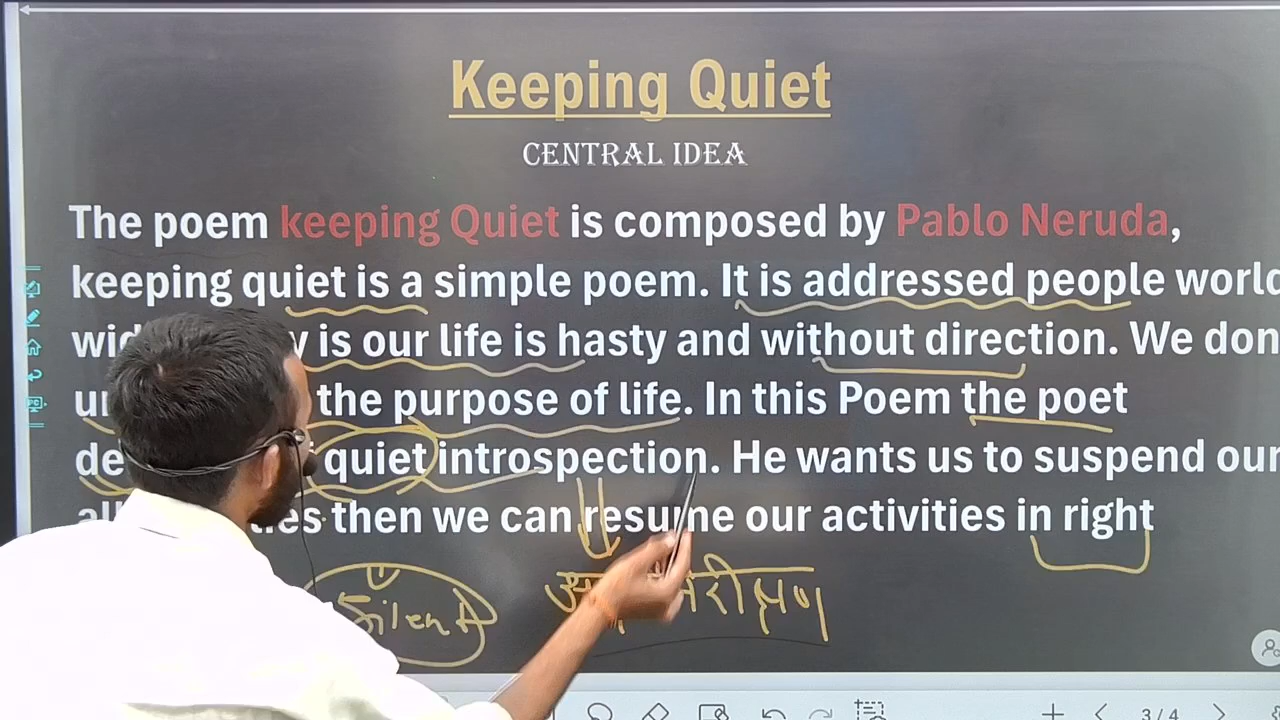 Keeping Quiet
CENTRAL IDEA
The poem keeping Quiet is composed by Pablo Neruda,
keeping quiet is a simple poem. It is addressed people world
is our life is hasty and without direction. We don
the purpose of life. In this Poem the poet
quiet introspection. He wants us to suspend our
then we can resume our activities in right
Silent
3/4